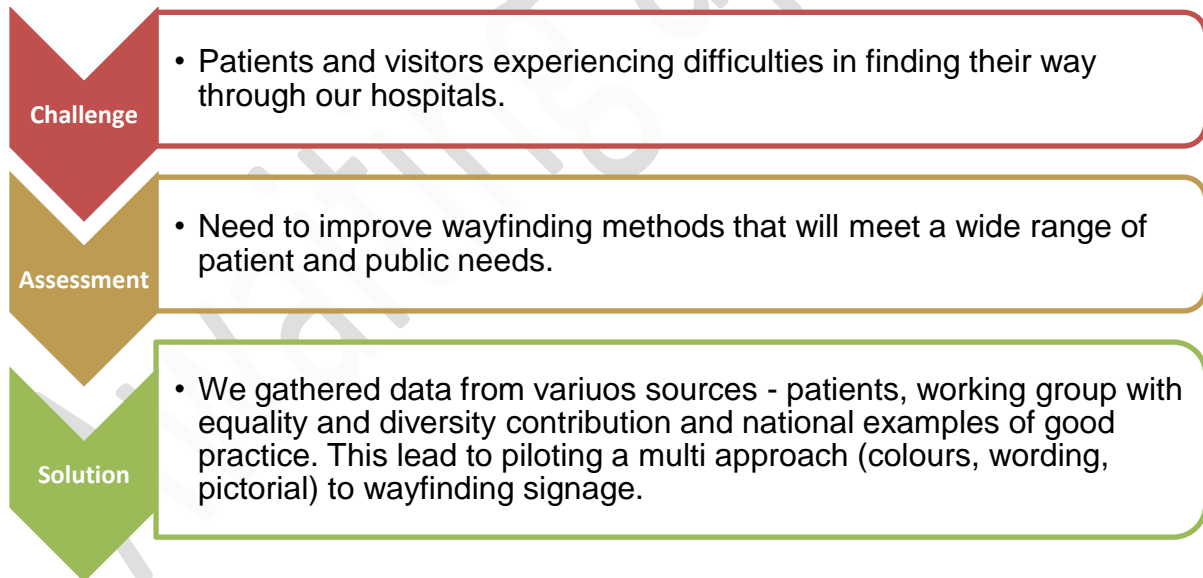 Challenge
• Patients and visitors experiencing difficulties in finding their way
through our hospitals.
Assessment
• Need to improve wayfinding methods that will meet a wide range of
patient and public needs.
Solution
• We gathered data from variuos sources - patients, working group with
equality and diversity contribution and national examples of good
practice. This lead to piloting a multi approach (colours, wording,
pictorial) to wayfinding signage.